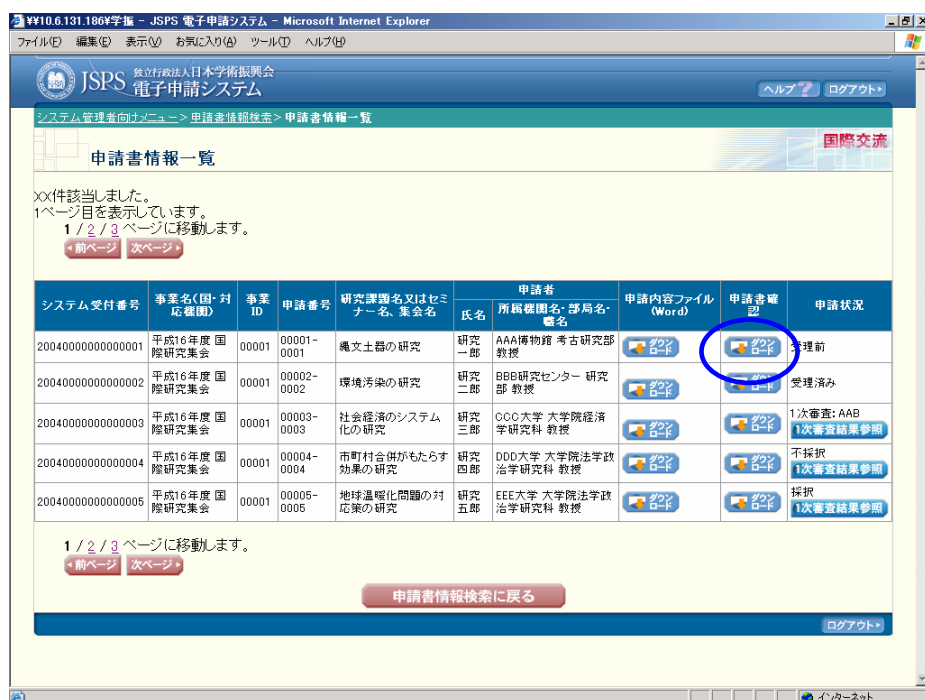 ¥¥10.6.131.186¥学振 - JSPS 電子申請システム - Microsoft Internet Explorer
ファイル(F) 編集(E) 表示(V) お気に入り(A) ツール(T) ヘルプ(H)
JSPS 独立行政法人日本学術振興会
電子申請システム
ヘルプ ? ログアウト
システム管理者向けメニュー>申請書情報検索>申請書情報一覧
国際交流
申請書情報一覧
XX件該当しました。
1ページ目を表示しています。
1 / 2 / 3 ページに移動します。
前ページ 次ページ
システム受付番号 事業名(国・対応機関) 事業ID 申請番号 研究課題名又はセミナー名、集会名 申請者 氏名 所属機関名・部局名・職名 申請内容ファイル(Word) 申請書確認 申請状況
20040000000000001 平成16年度 国際研究集会 00001 00001-0001 縄文土器の研究 研究一郎 AAA博物館 考古研究部 教授 ダウンロード ダウンロード 受理前
20040000000000002 平成16年度 国際研究集会 00001 00002-0002 環境汚染の研究 研究二郎 BBB研究センター 研究部 教授 ダウンロード ダウンロード 受理済み
20040000000000003 平成16年度 国際研究集会 00001 00003-0003 社会経済のシステム化の研究 研究三郎 CCC大学 大学院経済学研究科 教授 ダウンロード ダウンロード 1次審査: AAB 1次審査結果参照
20040000000000004 平成16年度 国際研究集会 00001 00004-0004 市町村合併がもたらす効果の研究 研究四郎 DDD大学 大学院法学政治学研究科 教授 ダウンロード ダウンロード 不採択 1次審査結果参照
20040000000000005 平成16年度 国際研究集会 00001 00005-0005 地球温暖化問題の対応策の研究 研究五郎 EEE大学 大学院法学政治学研究科 教授 ダウンロード ダウンロード 採択 1次審査結果参照
1 / 2 / 3 ページに移動します。
前ページ 次ページ
申請書情報検索に戻る
ログアウト
インターネット